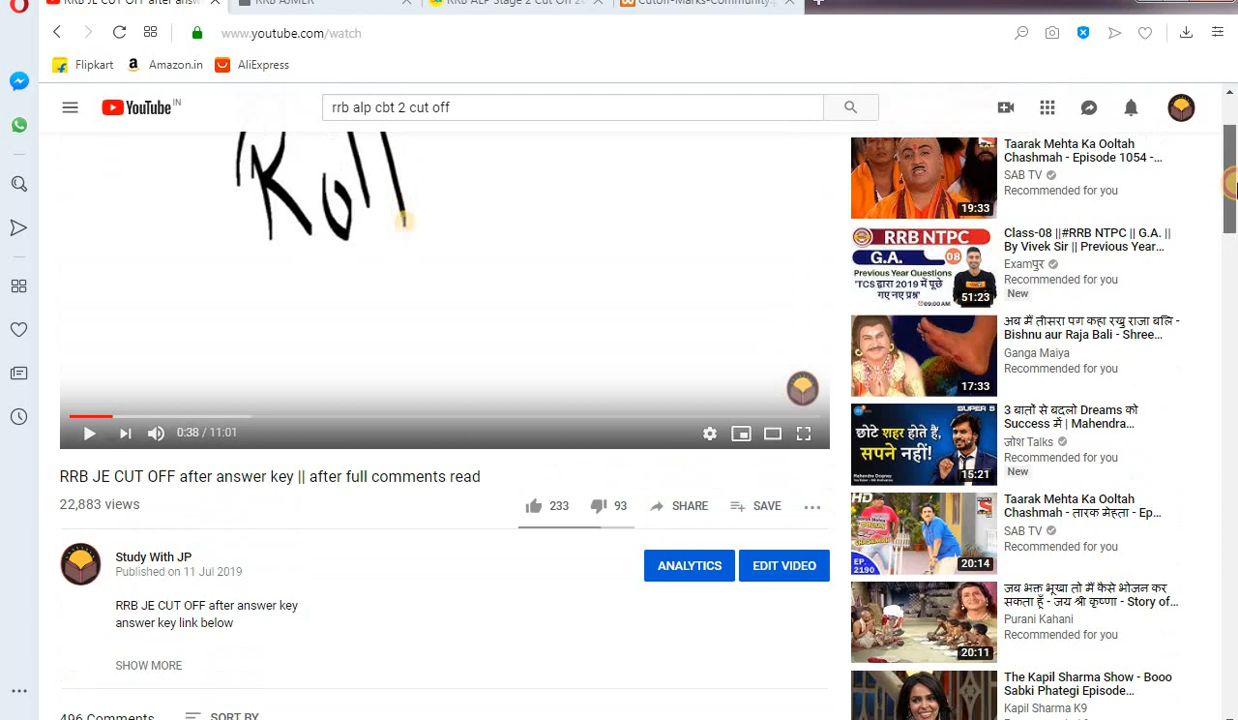 RRB JE CUT OFF after answ
RRB AJMER
RRB ALP Stage 2 Cut Off 20
Cutoff-Marks-Community.p
www.youtube.com/watch
Flipkart
Amazon.in
AliExpress
YouTube IN
rrb alp cbt 2 cut off
Roll
0:38 / 11:01
RRB JE CUT OFF after answer key || after full comments read
22,883 views
233
93
SHARE
SAVE
Study With JP
Published on 11 Jul 2019
ANALYTICS
EDIT VIDEO
RRB JE CUT OFF after answer key
answer key link below
SHOW MORE
496 Comments
SORT BY
19:33
Taarak Mehta Ka Ooltah
Chashmah - Episode 1054 -...
SAB TV
Recommended for you
RRB NTPC
G.A. 08
Previous Year Questions
'TCS द्वारा 2019 में पूछे
गए नए प्रश्न'
09:00 AM
51:23
Class-08 ||#RRB NTPC || G.A. ||
By Vivek Sir || Previous Year...
Examपुर
Recommended for you
New
17:33
अब मैं तीसरा पग कहा रखु राजा बलि -
Bishnu aur Raja Bali - Shree...
Ganga Maiya
Recommended for you
छोटे शहर होते हैं,
सपने नहीं!
15:21
3 बातों से बदलो Dreams को
Success में | Mahendra...
जोश Talks
Recommended for you
New
HD
EP.
2190
20:14
Taarak Mehta Ka Ooltah
Chashmah - तारक मेहता - Ep...
SAB TV
Recommended for you
20:11
जब भक्त भूखा तो मैं कैसे भोजन कर
सकता हूँ - जय श्री कृष्णा - Story of...
Purani Kahani
Recommended for you
The Kapil Sharma Show - Booo
Sabki Phategi Episode...
Kapil Sharma K9